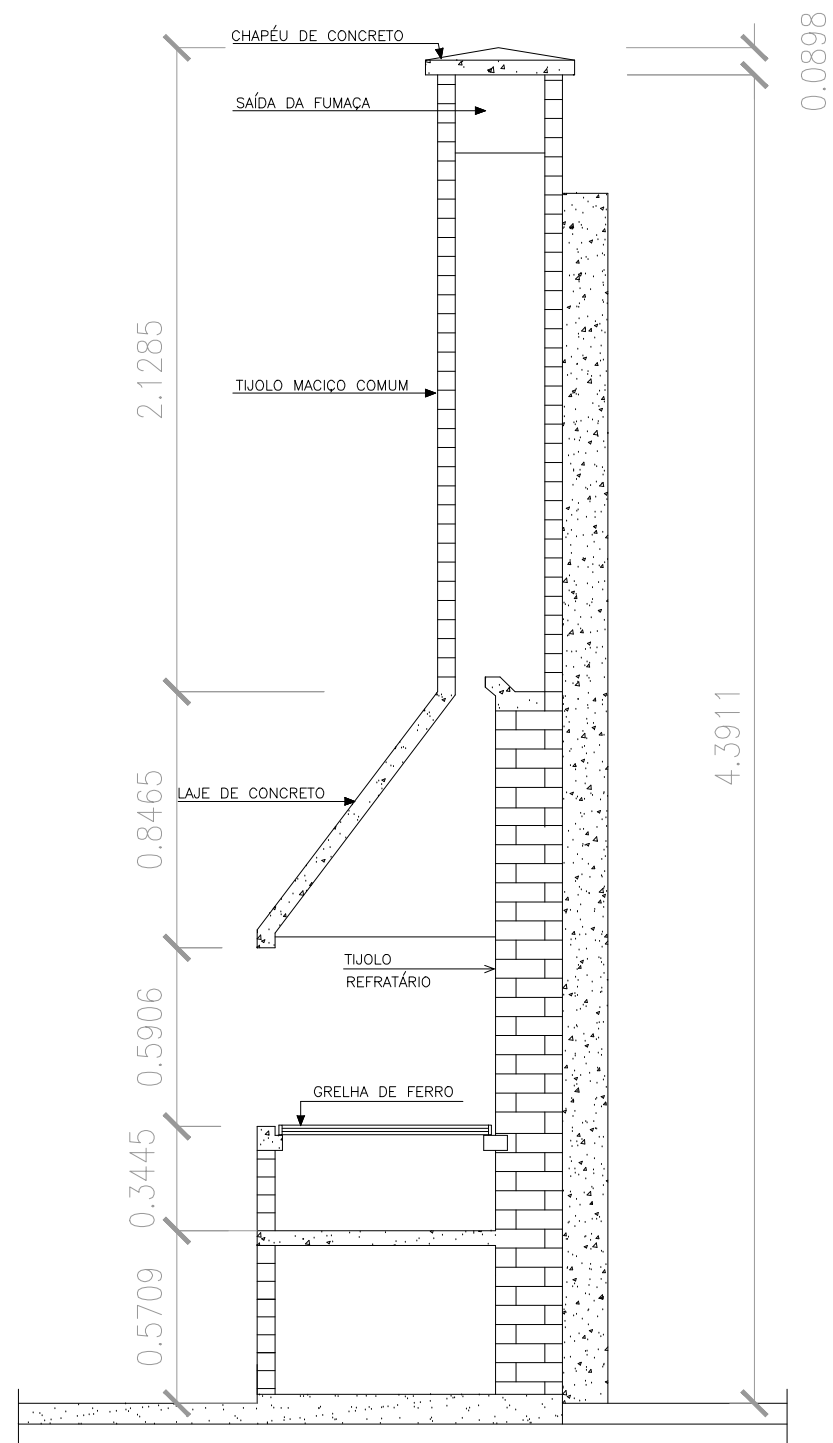 CHAPÉU DE CONCRETO
0.0898
SAÍDA DA FUMAÇA
2.1285
TIJOLO MACIÇO COMUM
4.3911
LAJE DE CONCRETO
0.8465
TIJOLO
REFRATÁRIO
0.5906
GRELHA DE FERRO
0.3445
0.5709